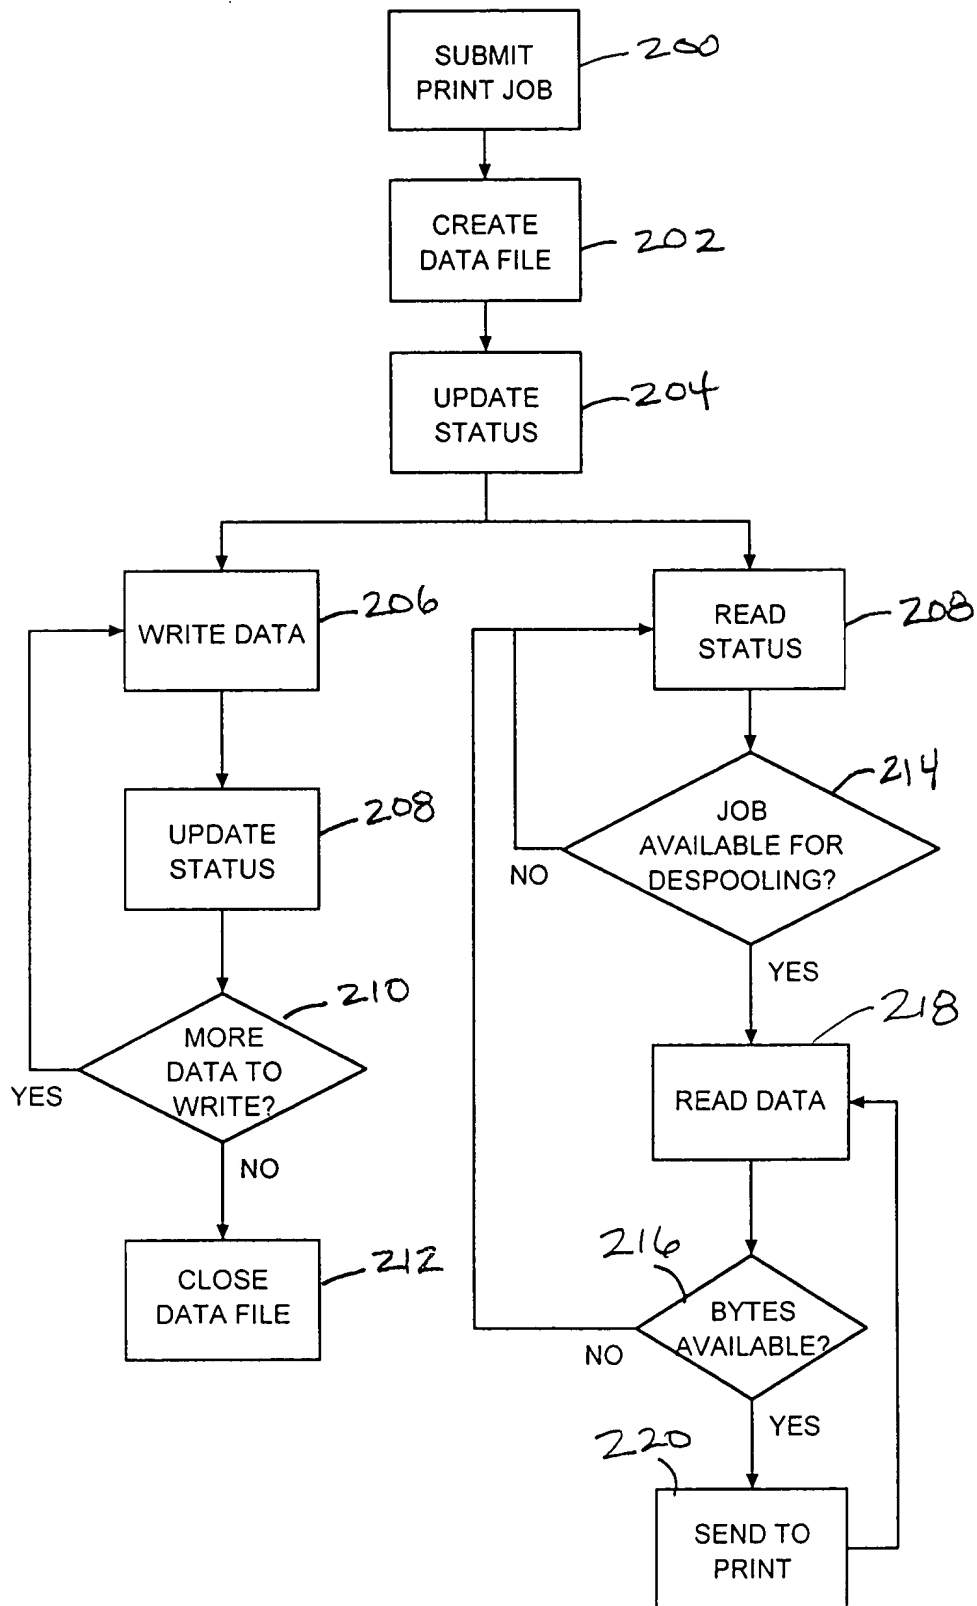 SUBMIT
PRINT JOB
200
CREATE
DATA FILE
202
UPDATE
STATUS
204
WRITE DATA
206
UPDATE
STATUS
208
MORE
DATA TO
WRITE?
210
YES
NO
CLOSE
DATA FILE
212
READ
STATUS
208
JOB
AVAILABLE FOR
DESPOOLING?
214
NO
YES
READ DATA
218
BYTES
AVAILABLE?
216
NO
YES
SEND TO
PRINT
220